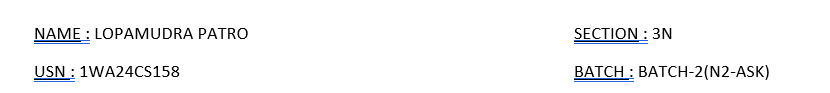 NAME : LOPAMUDRA PATRO SECTION : 3N
USN : 1WA24CS158 BATCH : BATCH-2(N2-ASK)